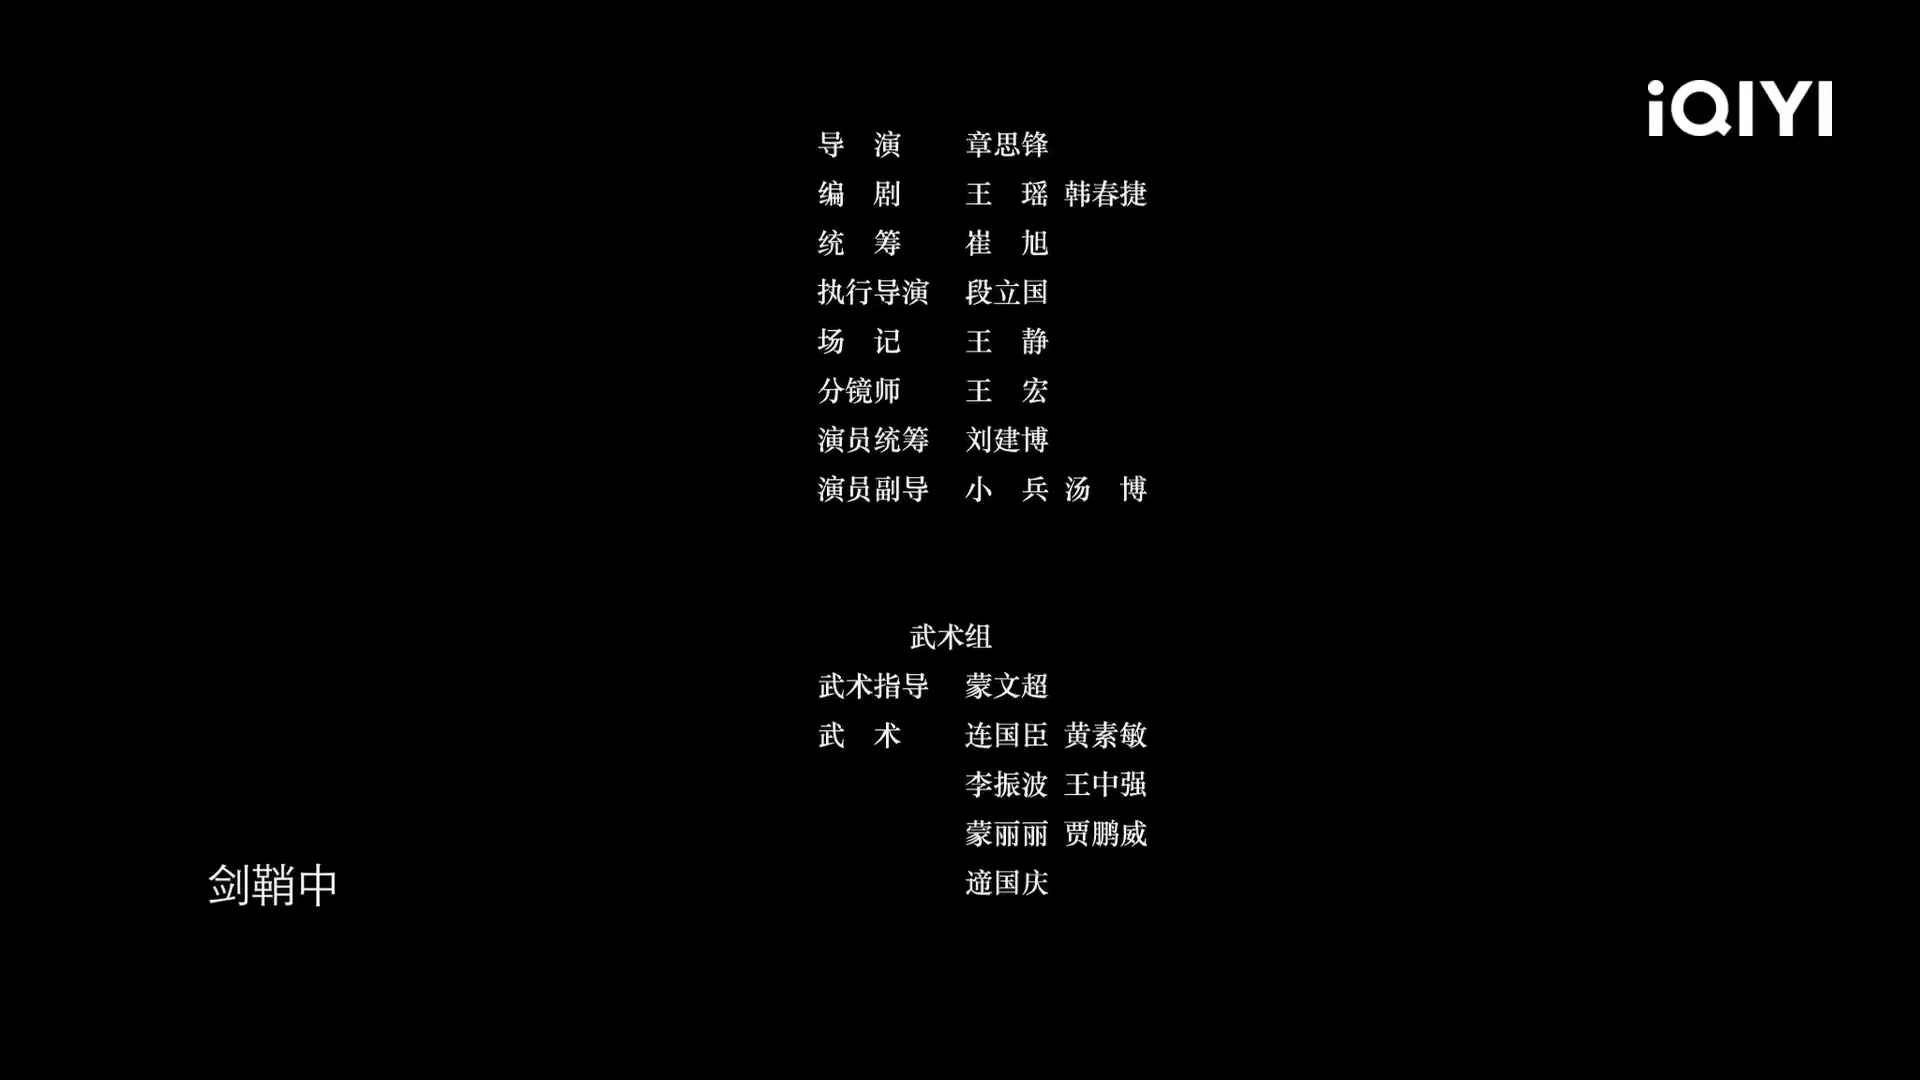 iQIYI
导 演 章思锋
编 剧 王 瑶 韩春捷
统 筹 崔 旭
执行导演 段立国
场 记 王 静
分镜师 王 宏
演员统筹 刘建博
演员副导 小 兵 汤 博
武术组
武术指导 蒙文超
武 术 连国臣 黄素敏
李振波 王中强
蒙丽丽 贾鹏威
国庆
剑鞘中